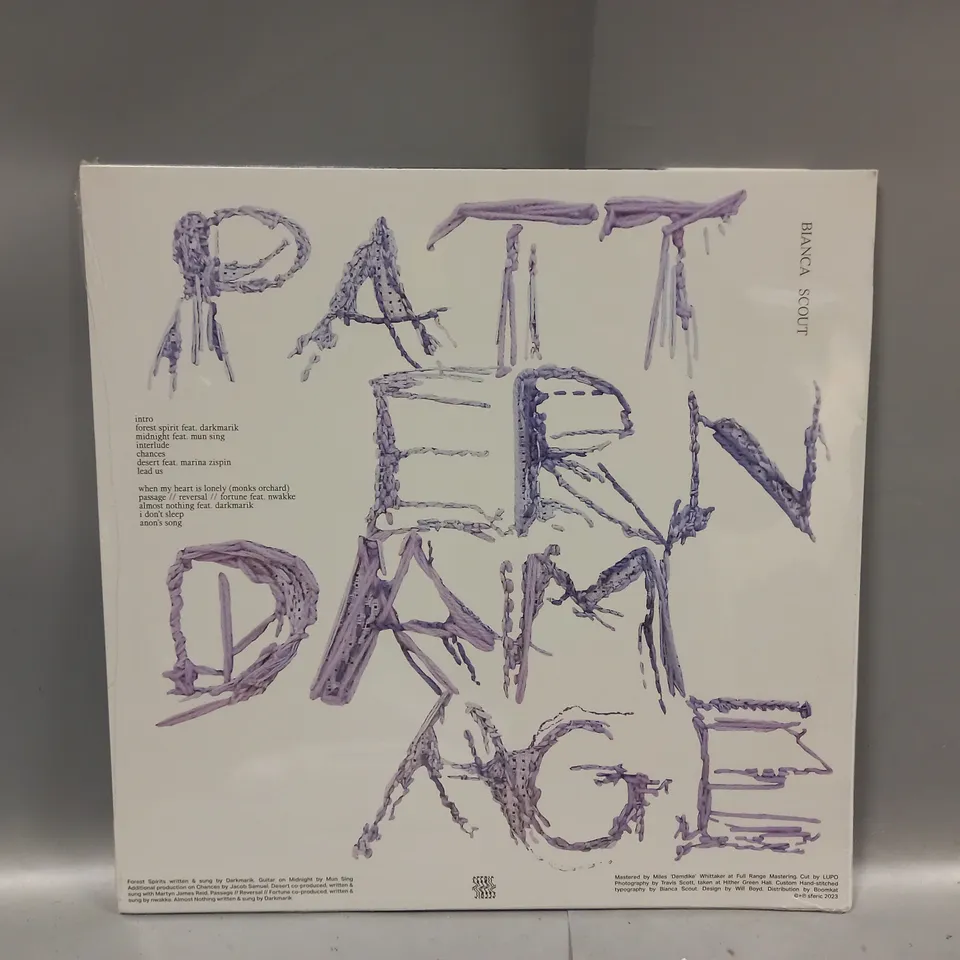 PATT
ERN
DAM
AGE
BIANCA SCOUT
intro
forest spirit feat. darkmarik
midnight feat. mun sing
interlude
chances
desert feat. marina zispin
lead us
when my heart is lonely (monks orchard)
passage // reversal // fortune feat. nwakke
almost nothing feat. darkmarik
i don't sleep
anon's song
Forest Spirits written & sung by Darkmarik. Guitar on Midnight by Mun Sing
Additional production on Chances by Jacob Samuel. Desert co-produced, written &
sung with Martyn James Reid. Passage // Reversal // Fortune co-produced, written &
sung by nwakke. Almost Nothing written & sung by Darkmarik
SFERIC
Mastered by Miles 'Demdike' Whittaker at Full Range Mastering. Cut by LUPO
Photography by Travis Scott, taken at Hither Green Hall. Custom Hand-stitched
typeography by Bianca Scout. Design by Will Boyd. Distribution by Boomkat
©+℗ sferic 2023